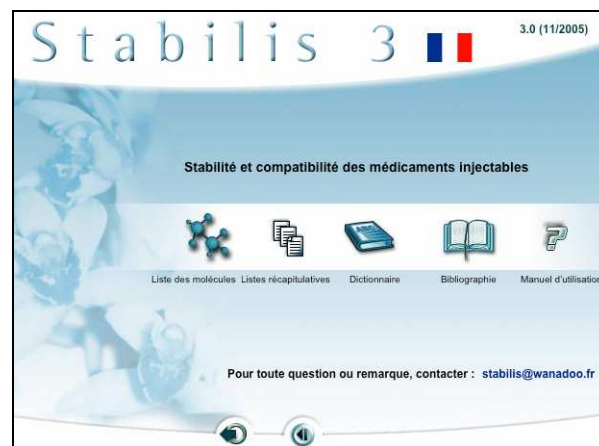 Stabilis 3
3.0 (11/2005)
Stabilité et compatibilité des médicaments injectables
Liste des molécules Listes récapitulatives Dictionnaire Bibliographie Manuel d'utilisation
Pour toute question ou remarque, contacter : stabilis@wanadoo.fr